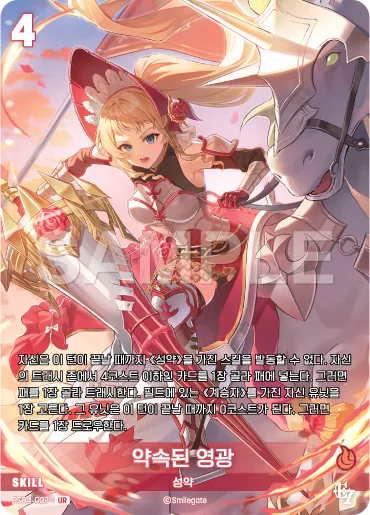 4
SAMPLE
자신은 이 턴이 끝날 때까지 《성약》을 가진 스킬을 발동할 수 없다. 자신
의 트래시 존에서 4코스트 이하인 카드를 1장 골라 패에 넣는다. 그러면
패를 1장 골라 트래시한다. 필드에 있는 《계승자》를 가진 자신 유닛을
1장 고른다. 그 유닛은 이 턴이 끝날 때까지 0코스트가 된다. 그러면
카드를 1장 드로우한다.
약속된 영광
SKILL
성약
UR
©Smilegate
E7